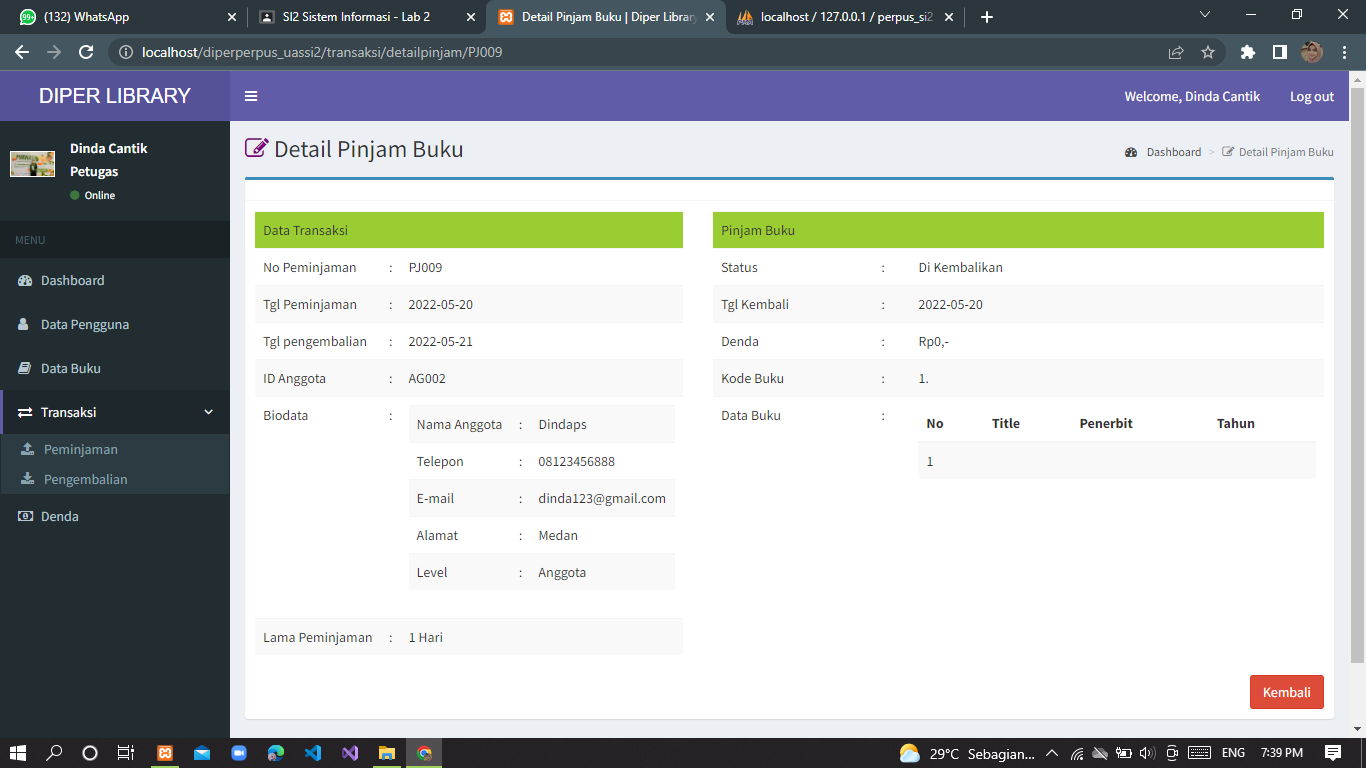 (132) WhatsApp
SI2 Sistem Informasi - Lab 2
Detail Pinjam Buku | Diper Library
localhost / 127.0.0.1 / perpus_si2
localhost/diperperpus_uassi2/transaksi/detailpinjam/PJ009
DIPER LIBRARY
Welcome, Dinda Cantik
Log out
Dinda Cantik
Petugas
Online
MENU
Dashboard
Data Pengguna
Data Buku
Transaksi
Peminjaman
Pengembalian
Denda
Detail Pinjam Buku
Dashboard > Detail Pinjam Buku
Data Transaksi
No Peminjaman : PJ009
Tgl Peminjaman : 2022-05-20
Tgl pengembalian : 2022-05-21
ID Anggota : AG002
Biodata :
Nama Anggota : Dindaps
Telepon : 08123456888
E-mail : dinda123@gmail.com
Alamat : Medan
Level : Anggota
Lama Peminjaman : 1 Hari
Pinjam Buku
Status : Di Kembalikan
Tgl Kembali : 2022-05-20
Denda : Rp0,-
Kode Buku : 1.
Data Buku :
No Title Penerbit Tahun
1
Kembali
29°C Sebagian...
ENG
7:39 PM